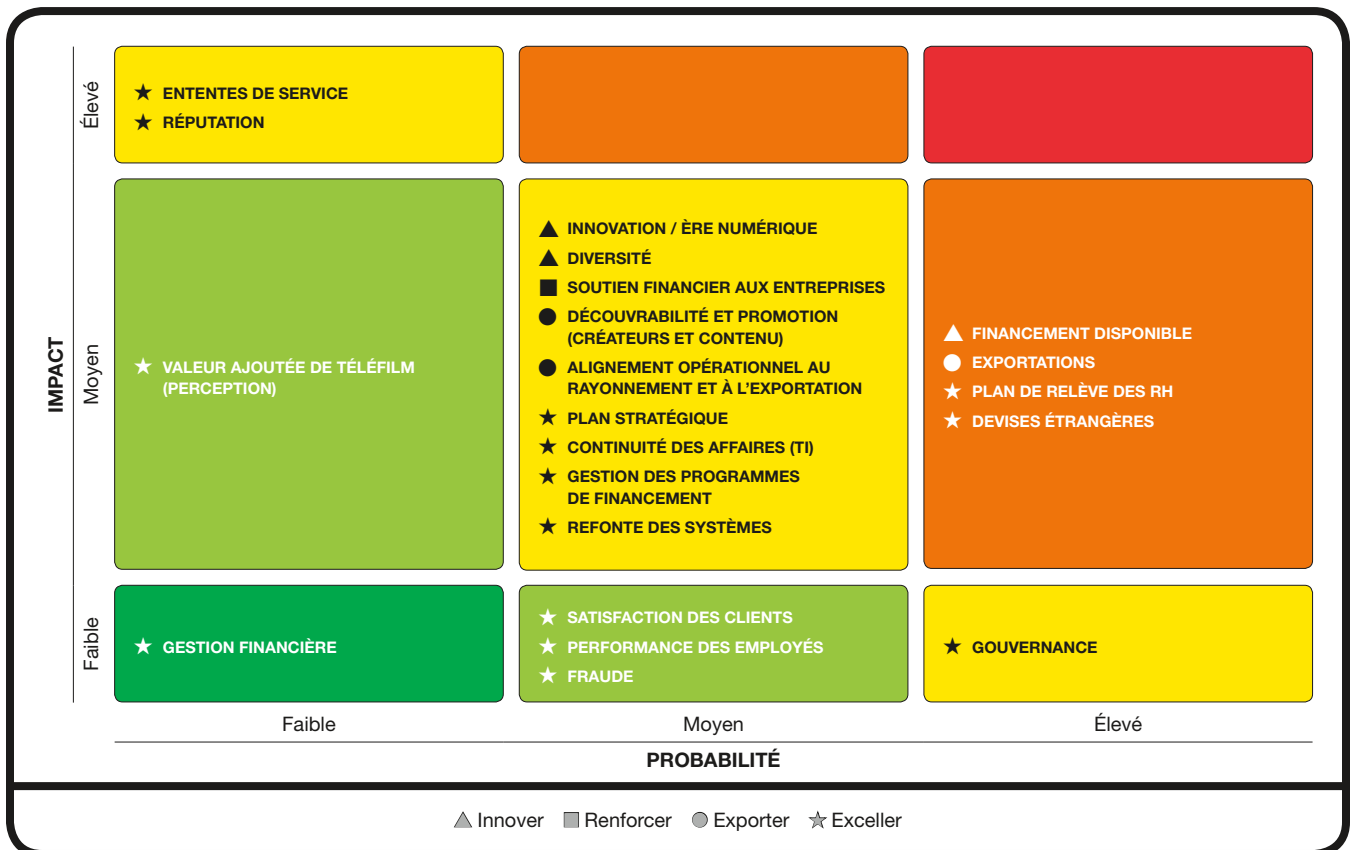 Élevé
★ ENTENTES DE SERVICE
★ RÉPUTATION
IMPACT
Moyen
★ VALEUR AJOUTÉE DE TÉLÉFILM
(PERCEPTION)
▲ INNOVATION / ÈRE NUMÉRIQUE
▲ DIVERSITÉ
■ SOUTIEN FINANCIER AUX ENTREPRISES
● DÉCOUVRABILITÉ ET PROMOTION
(CRÉATEURS ET CONTENU)
● ALIGNEMENT OPÉRATIONNEL AU
RAYONNEMENT ET À L'EXPORTATION
★ PLAN STRATÉGIQUE
★ CONTINUITÉ DES AFFAIRES (TI)
★ GESTION DES PROGRAMMES
DE FINANCEMENT
★ REFONTE DES SYSTÈMES
▲ FINANCEMENT DISPONIBLE
● EXPORTATIONS
★ PLAN DE RELÈVE DES RH
★ DEVISES ÉTRANGÈRES
Faible
★ GESTION FINANCIÈRE
★ SATISFACTION DES CLIENTS
★ PERFORMANCE DES EMPLOYÉS
★ FRAUDE
★ GOUVERNANCE
Faible Moyen Élevé
PROBABILITÉ
▲ Innover ■ Renforcer ● Exporter ★ Exceller